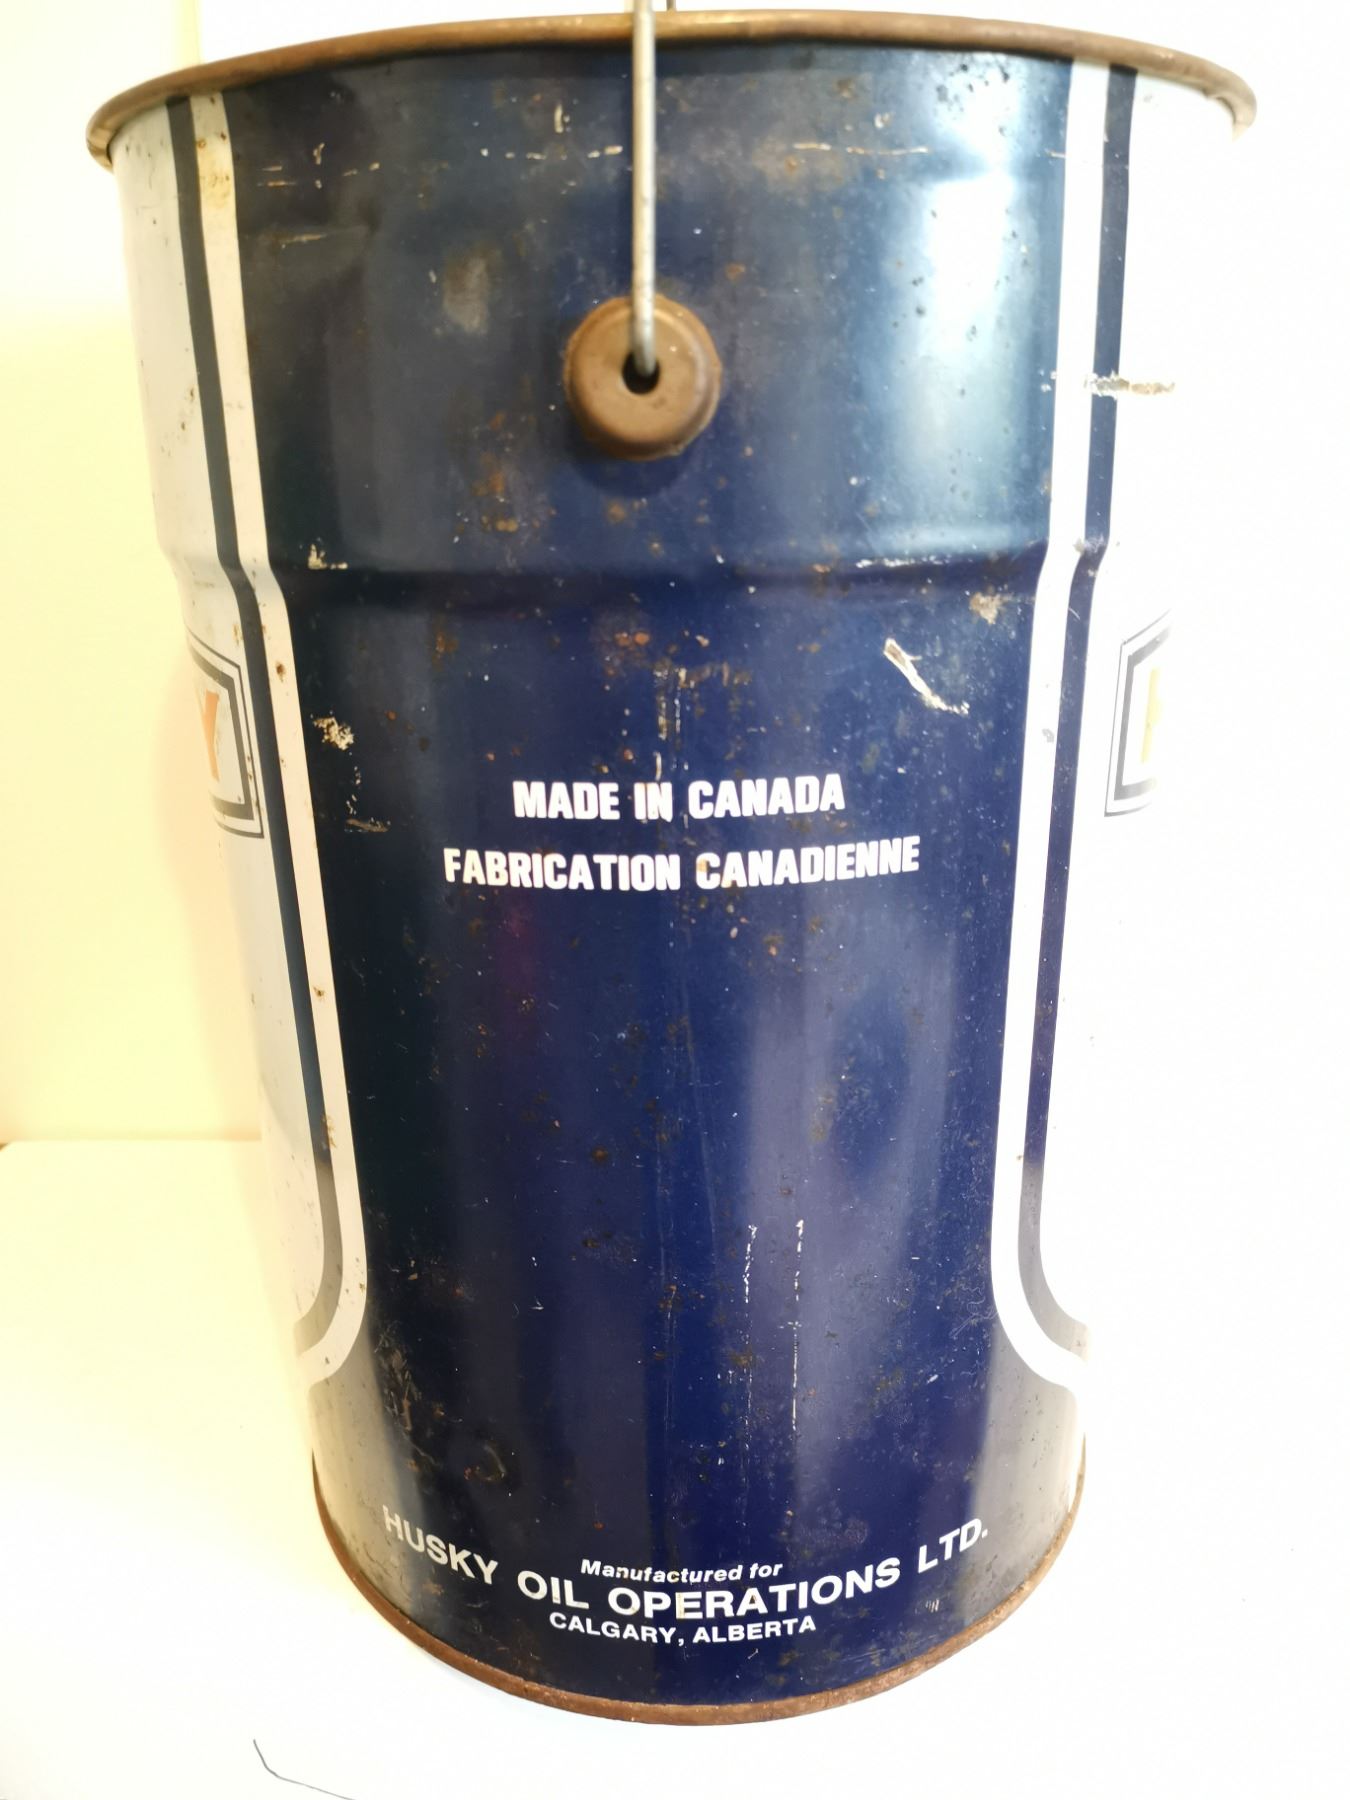 MADE IN CANADA
FABRICATION CANADIENNE
Manufactured for
HUSKY OIL OPERATIONS LTD.
CALGARY, ALBERTA